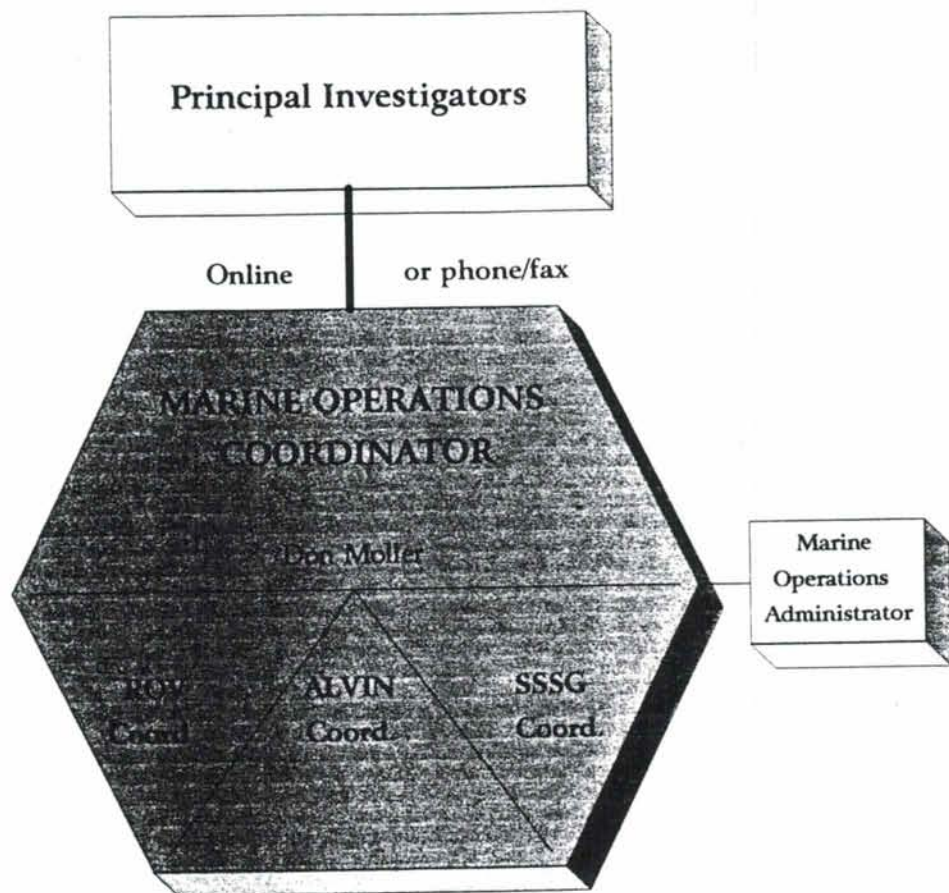 Principal Investigators
Online or phone/fax
MARINE OPERATIONS
COORDINATOR
Don Moller
Marine
Operations
Administrator
ROV ALVIN SSSG
Coord Coord. Coord.